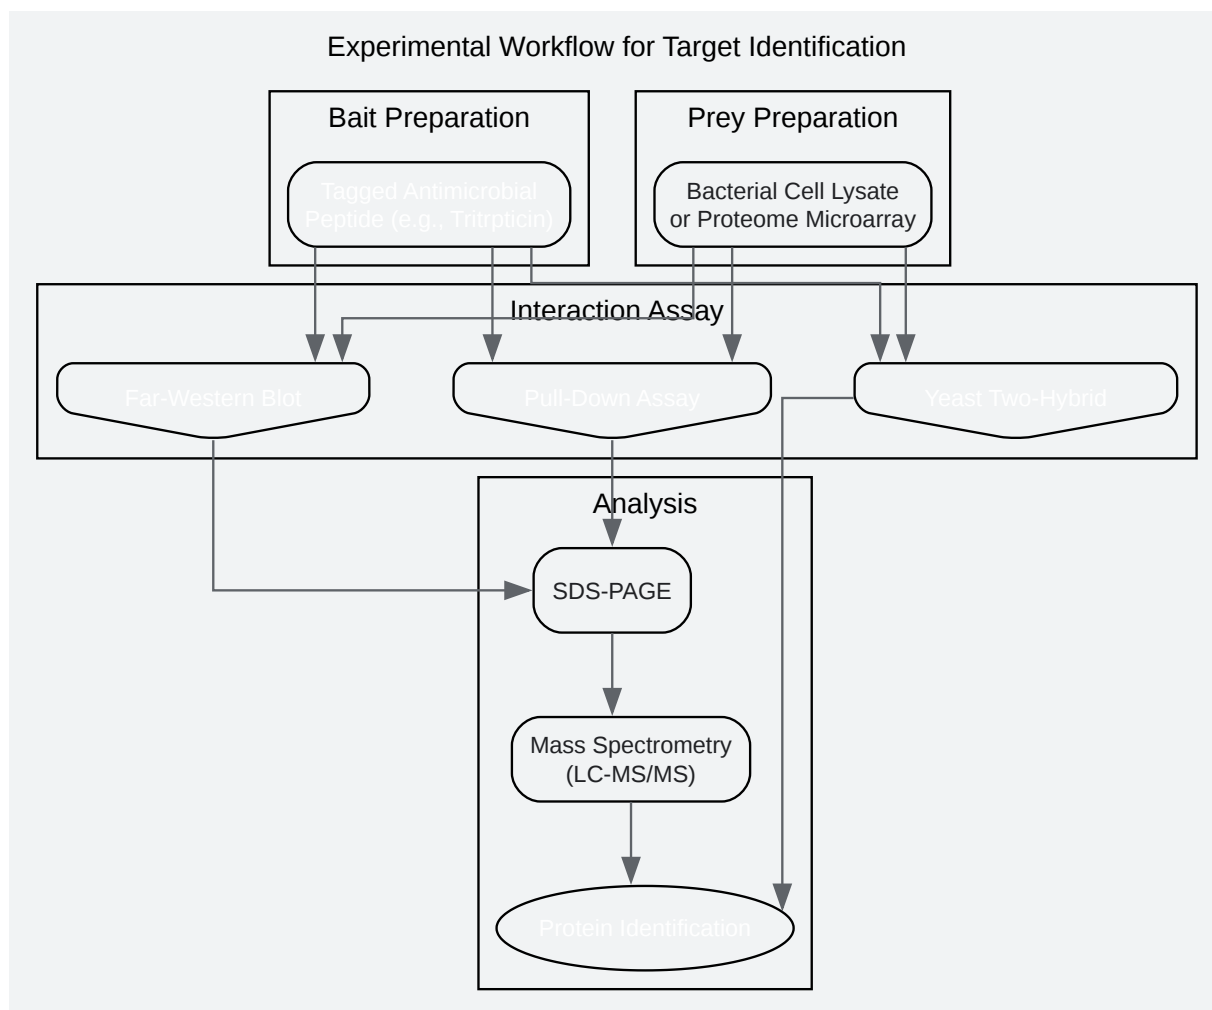 Experimental Workflow for Target Identification
Bait Preparation
Prey Preparation
Tagged Antimicrobial
Peptide (e.g., Tritrpticin)
Bacterial Cell Lysate
or Proteome Microarray
Interaction Assay
Far-Western Blot
Pull-Down Assay
Yeast Two-Hybrid
Analysis
SDS-PAGE
Mass Spectrometry
(LC-MS/MS)
Protein Identification